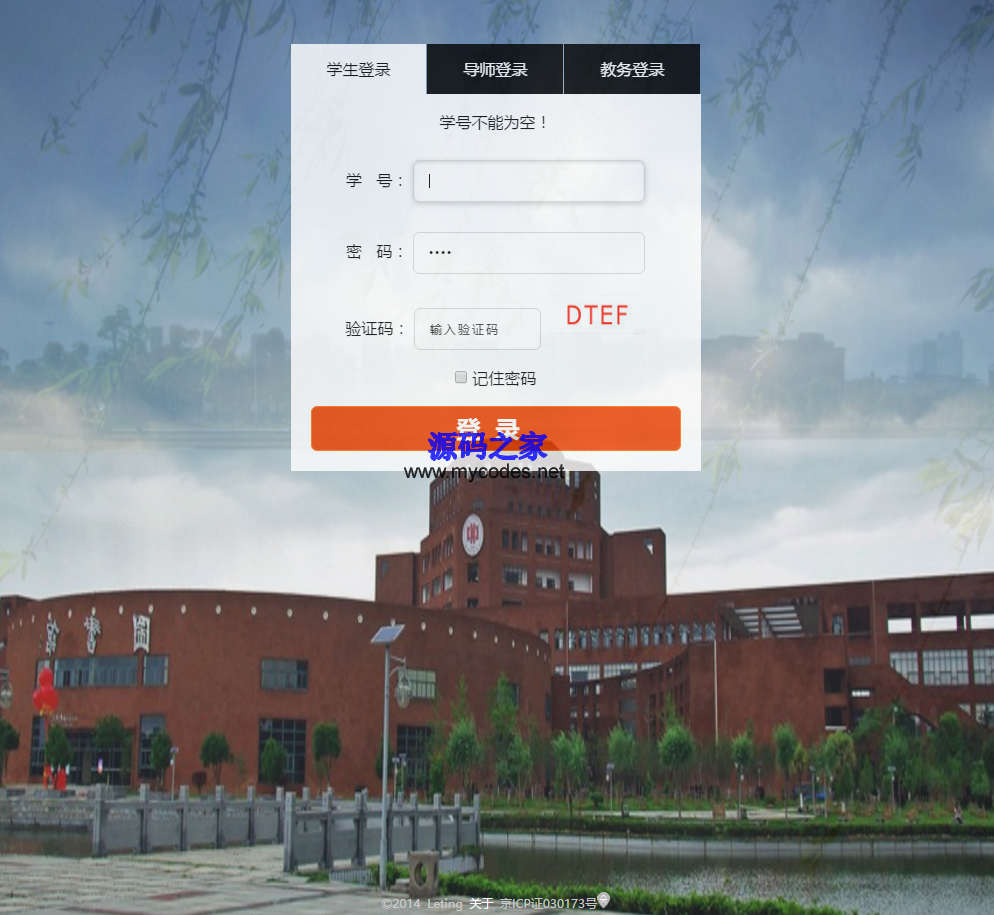 学生登录 导师登录 教务登录
学号不能为空！
学 号：
密 码： ••••
验证码： 输入验证码 DTEF
记住密码
登 录
源码之家
www.mycodes.net
©2014 Leting 关于 京ICP证030173号